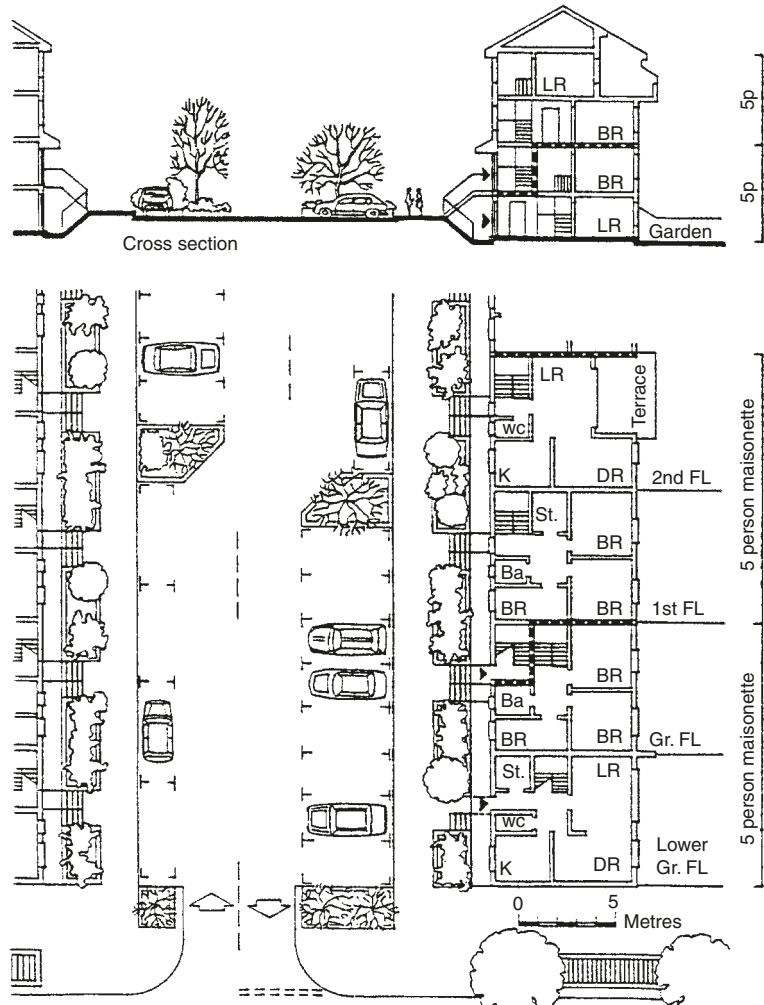 LR
BR
BR
LR
Garden
5p
5p
Cross section
LR
Terrace
wc
K
DR
2nd FL
St.
BR
Ba
BR
BR
1st FL
BR
Ba
BR
BR
Gr. FL
St.
LR
wc
K
DR
Lower
Gr. FL
5 person maisonette
5 person maisonette
0
5
Metres